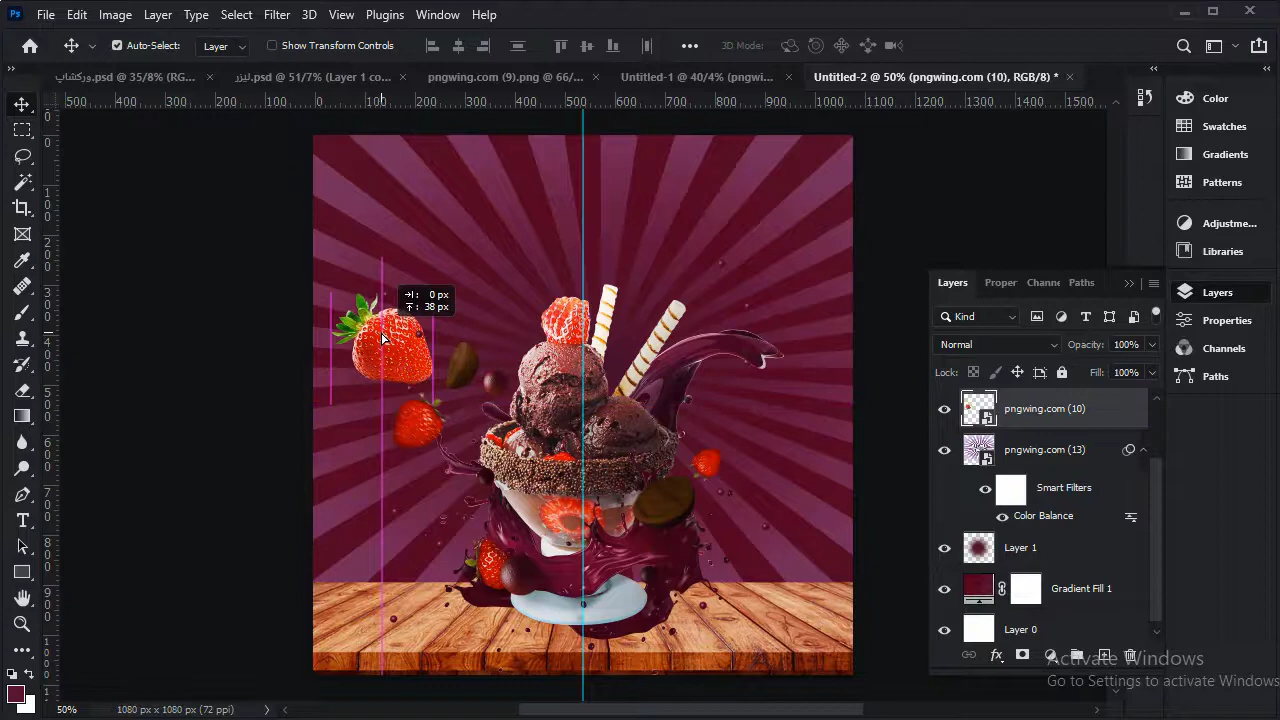 Ps File Edit Image Layer Type Select Filter 3D View Plugins Window Help
Auto-Select: Layer Show Transform Controls 3D Mode:
ورکشاپ.psd @ 35/8% (RG... لیزر.psd @ 51/7% (Layer 1 co... pngwing.com (9).png @ 66/... Untitled-1 @ 40/4% (pngwi... Untitled-2 @ 50% (pngwing.com (10), RGB/8) *
500 400 300 200 100 0 100 200 300 400 500 600 700 800 900 1000 1100 1200 1300 1400 1500
Color
Swatches
Gradients
Patterns
Adjustme...
Libraries
Layers
Properties
Channels
Paths
0 px
38 px
Layers Proper Channe Paths
Kind
Normal Opacity: 100%
Lock: Fill: 100%
pngwing.com (10)
pngwing.com (13)
Smart Filters
Color Balance
Layer 1
Gradient Fill 1
Layer 0
fx
Activate Windows
Go to Settings to activate Windows
50% 1080 px x 1080 px (72 ppi)